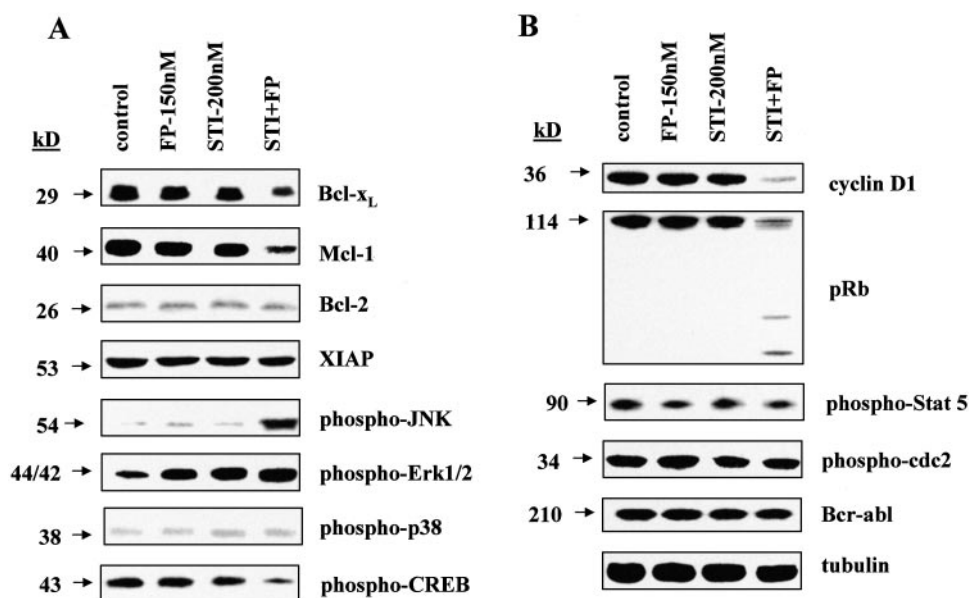 A
kD
control
FP-150nM
STI-200nM
STI+FP
29 → Bcl-xL
40 → Mcl-1
26 → Bcl-2
53 → XIAP
54 → phospho-JNK
44/42 → phospho-Erk1/2
38 → phospho-p38
43 → phospho-CREB
B
kD
control
FP-150nM
STI-200nM
STI+FP
36 → cyclin D1
114 → pRb
90 → phospho-Stat 5
34 → phospho-cdc2
210 → Bcr-abl
tubulin